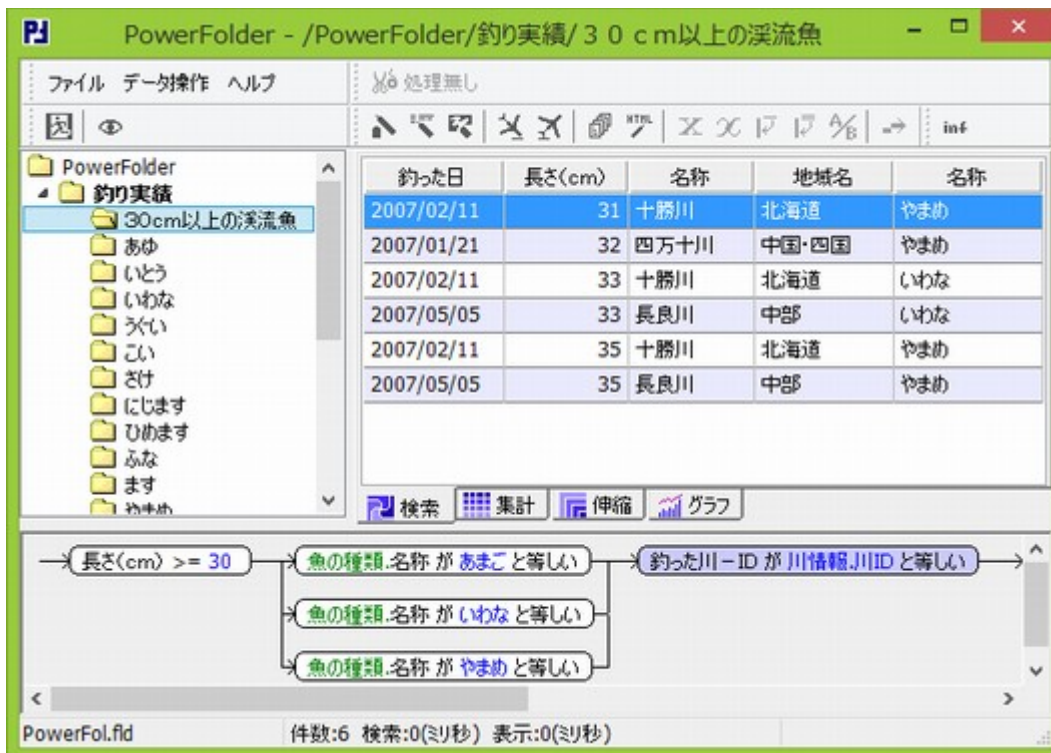 PowerFolder - /PowerFolder/釣り実績/３０ｃｍ以上の渓流魚
ファイル データ操作 ヘルプ
処理無し
inf
PowerFolder
釣り実績
30cm以上の渓流魚
あゆ
いとう
いわな
うぐい
こい
さけ
にじます
ひめます
ふな
ます
やまめ
釣った日 長さ(cm) 名称 地域名 名称
2007/02/11 31 十勝川 北海道 やまめ
2007/01/21 32 四万十川 中国・四国 やまめ
2007/02/11 33 十勝川 北海道 いわな
2007/05/05 33 長良川 中部 いわな
2007/02/11 35 十勝川 北海道 やまめ
2007/05/05 35 長良川 中部 やまめ
検索 集計 伸縮 グラフ
長さ(cm) >= 30 魚の種類.名称 が あまご と等しい 釣った川－ID が 川情報.川ID と等しい
魚の種類.名称 が いわな と等しい
魚の種類.名称 が やまめ と等しい
PowerFol.fld 件数:6 検索:0(ミリ秒) 表示:0(ミリ秒)